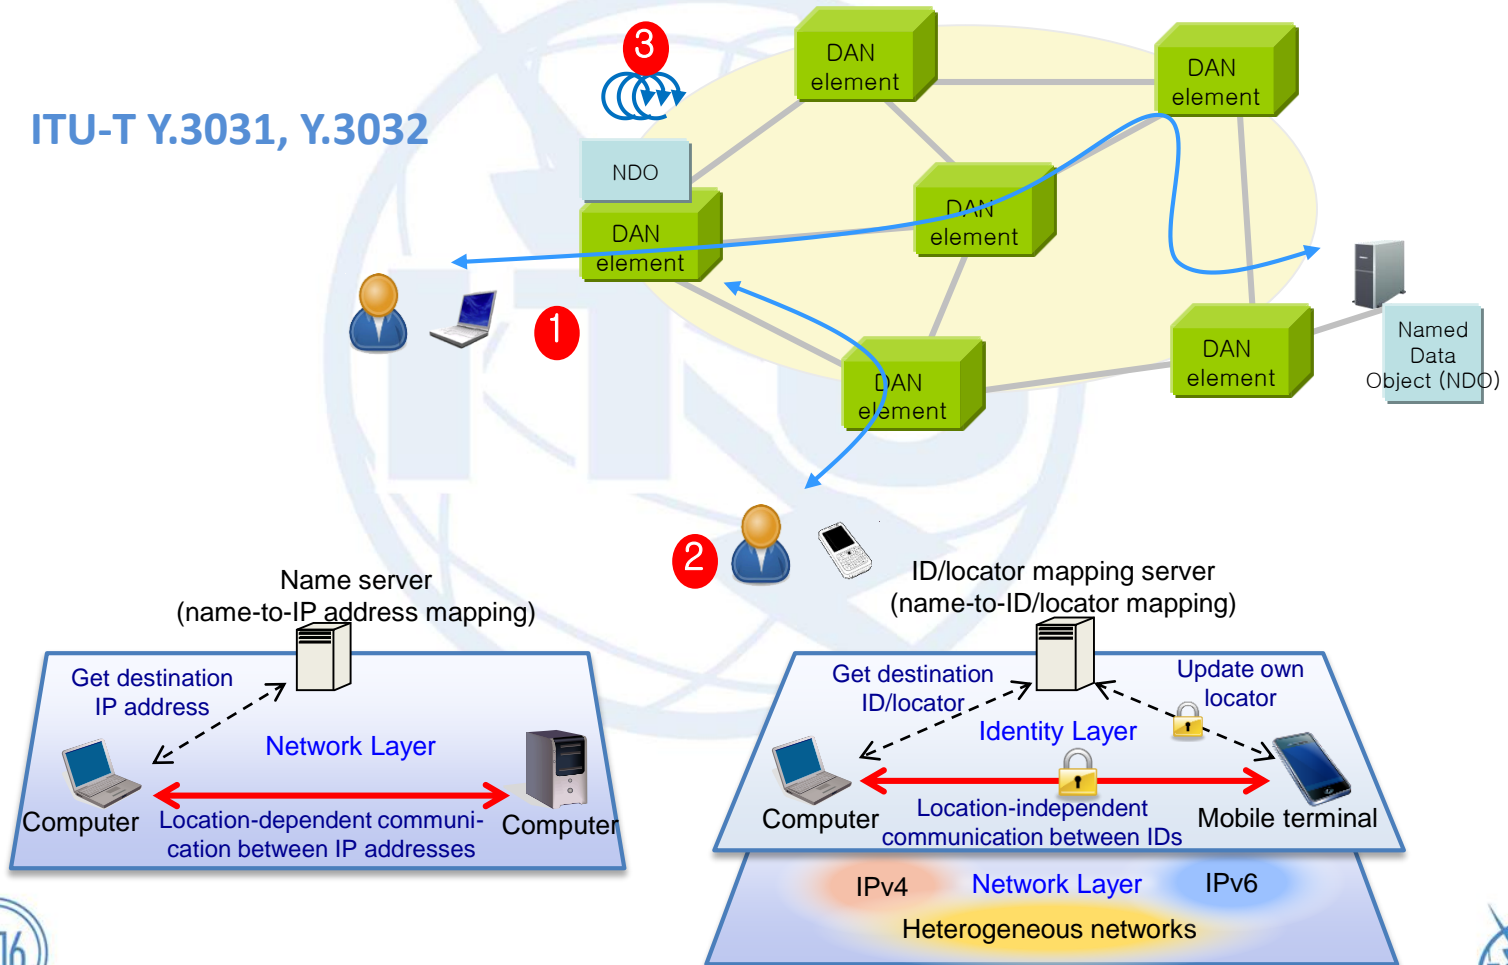 3
DAN
element
DAN
element
ITU-T Y.3031, Y.3032
NDO
DAN
element
DAN
element
1
Named
Data
Object (NDO)
DAN
element
DAN
element
2
Name server
(name-to-IP address mapping)
ID/locator mapping server
(name-to-ID/locator mapping)
Get destination
IP address
Network Layer
Computer
Location-dependent communi-
cation between IP addresses
Computer
Get destination
ID/locator
Update own
locator
Identity Layer
Computer
Location-independent
communication between IDs
Mobile terminal
IPv4
Network Layer
IPv6
Heterogeneous networks
16